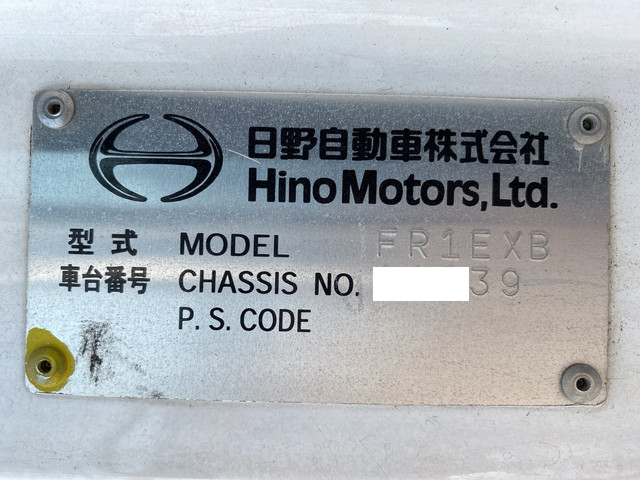 日野自動車株式会社
Hino Motors, Ltd.
型式 MODEL FR1EXB
車台番号 CHASSIS NO. 39
P. S. CODE